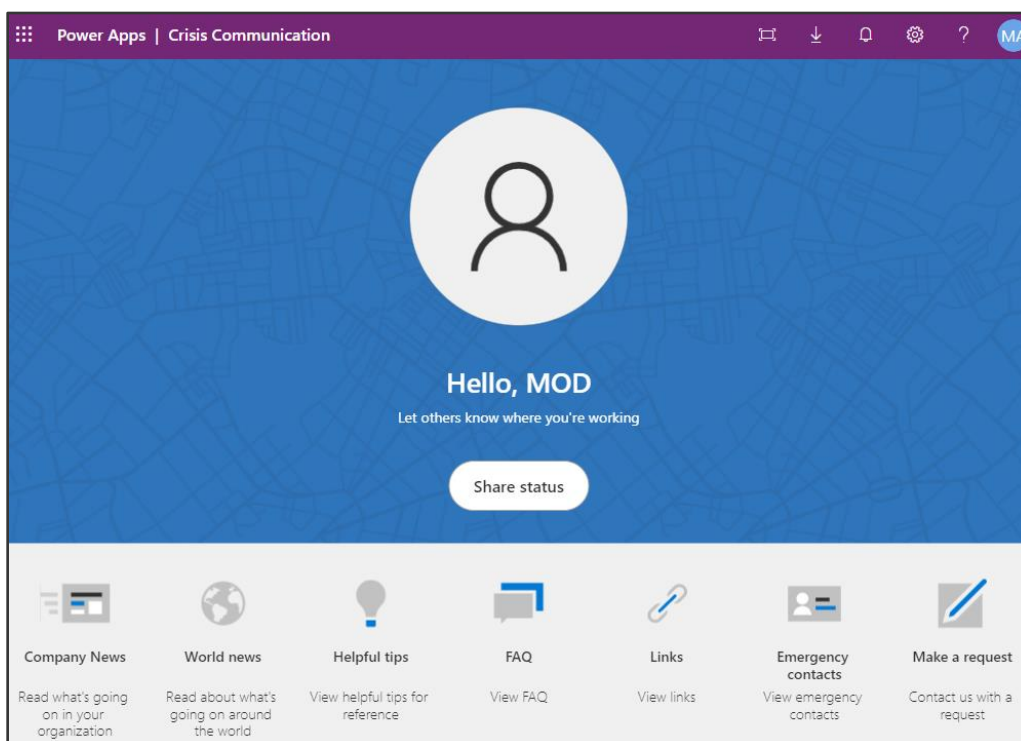 Power Apps | Crisis Communication
?
MA
Hello, MOD
Let others know where you're working
Share status
Company News
World news
Helpful tips
FAQ
Links
Emergency
contacts
Make a request
Read what's going
on in your
organization
Read about what's
going on around
the world
View helpful tips for
reference
View FAQ
View links
View emergency
contacts
Contact us with a
request